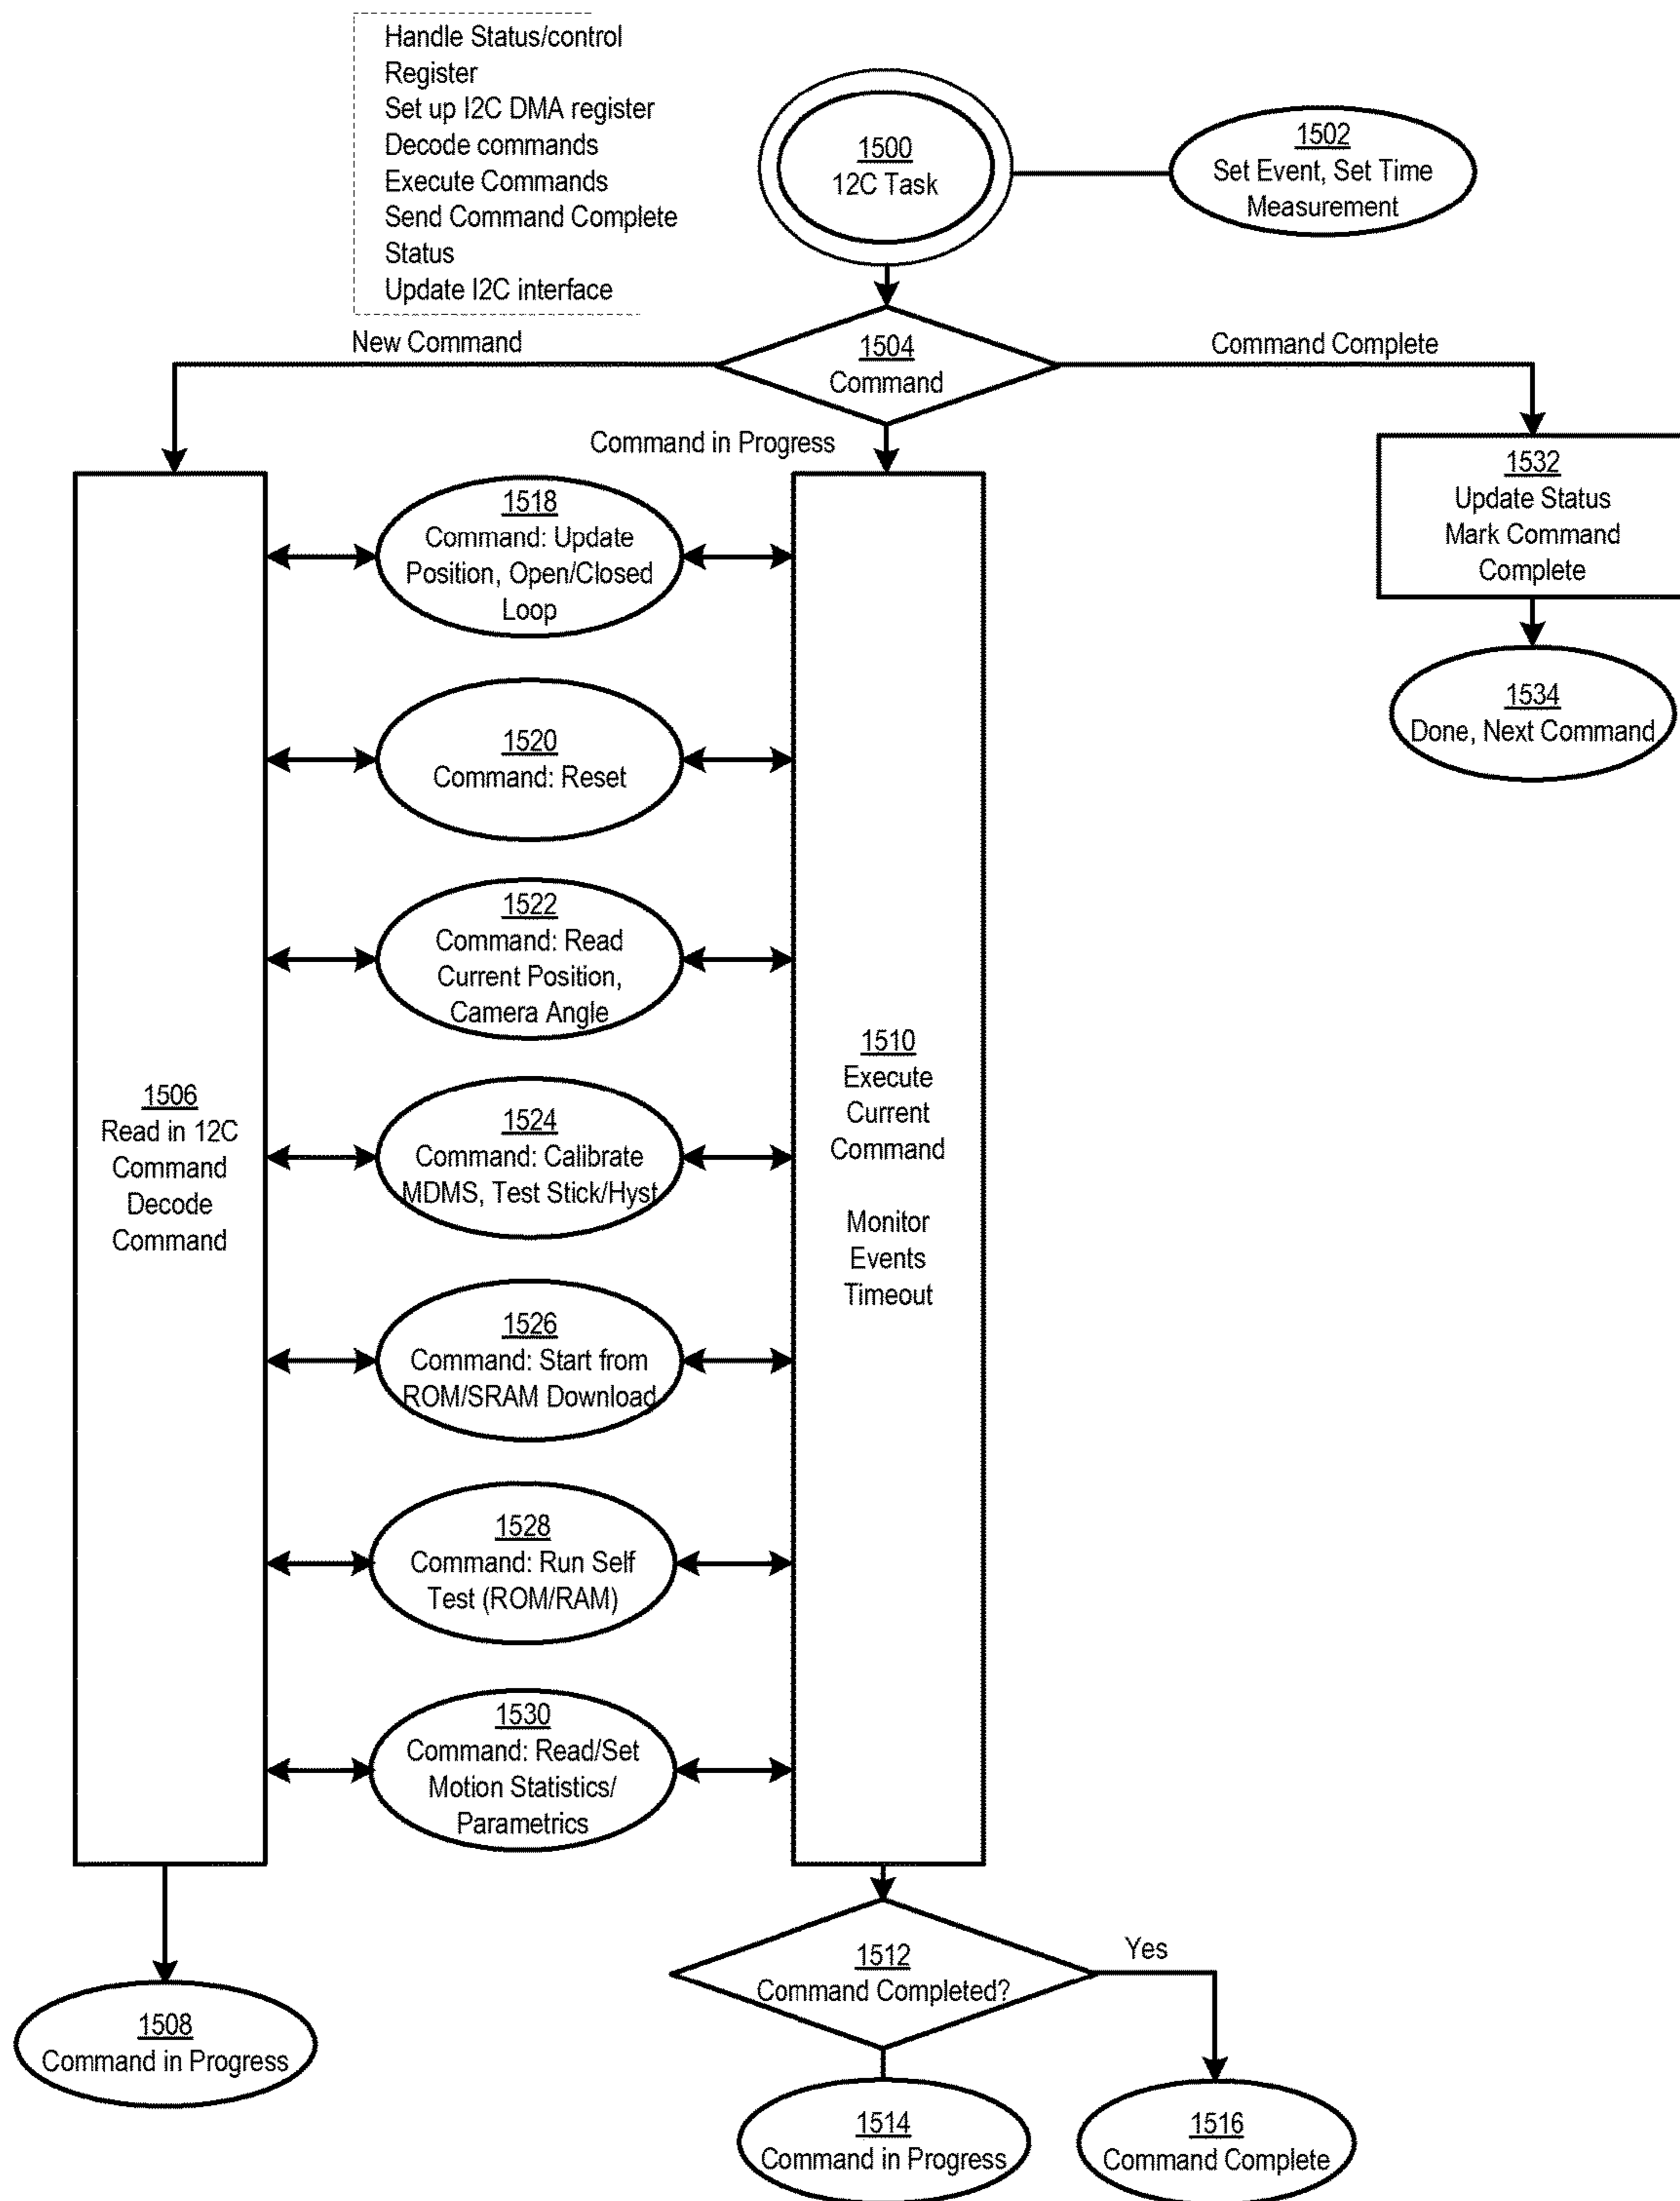 Handle Status/control
Register
Set up I2C DMA register
Decode commands
Execute Commands
Send Command Complete
Status
Update I2C interface
1500
12C Task
1502
Set Event, Set Time
Measurement
New Command
1504
Command
Command Complete
Command in Progress
1532
Update Status
Mark Command
Complete
1534
Done, Next Command
1518
Command: Update
Position, Open/Closed
Loop
1520
Command: Reset
1522
Command: Read
Current Position,
Camera Angle
1524
Command: Calibrate
MDMS, Test Stick/Hyst
1526
Command: Start from
ROM/SRAM Download
1528
Command: Run Self
Test (ROM/RAM)
1530
Command: Read/Set
Motion Statistics/
Parametrics
1506
Read in 12C
Command
Decode
Command
1510
Execute
Current
Command
Monitor
Events
Timeout
1508
Command in Progress
1512
Command Completed?
Yes
1514
Command in Progress
1516
Command Complete